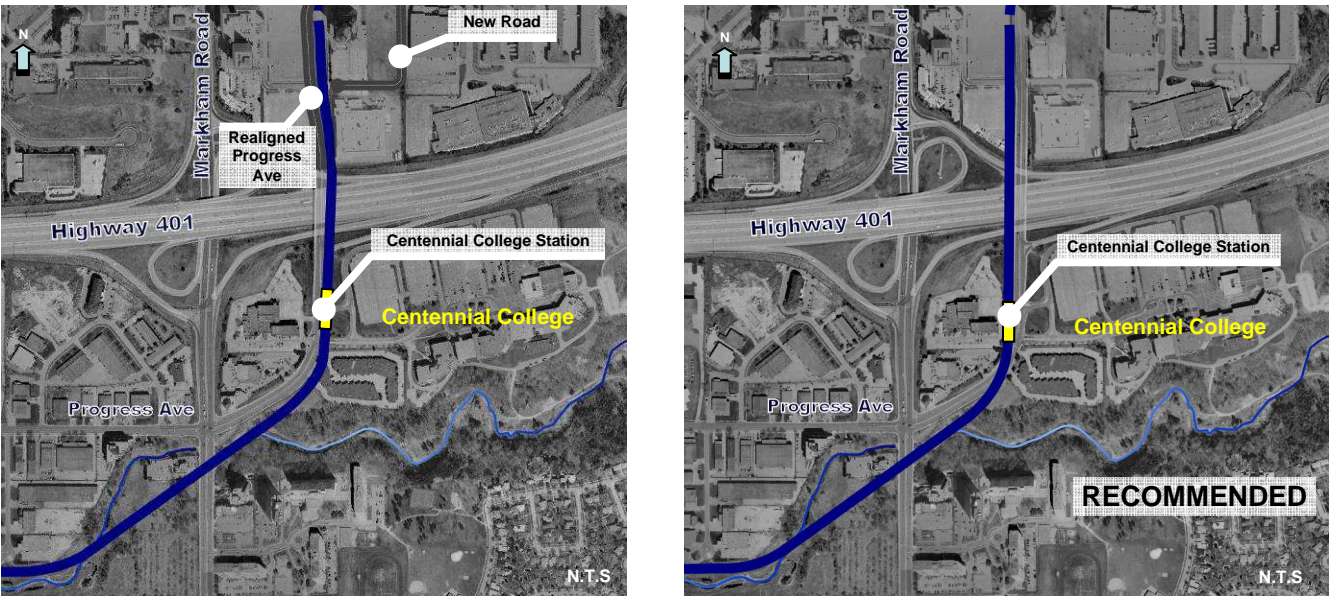 New Road
N
Markham Road
Realigned
Progress
Ave
Highway 401
Centennial College Station
Centennial College
Progress Ave
N.T.S
N
Markham Road
Highway 401
Centennial College Station
Centennial College
Progress Ave
RECOMMENDED
N.T.S